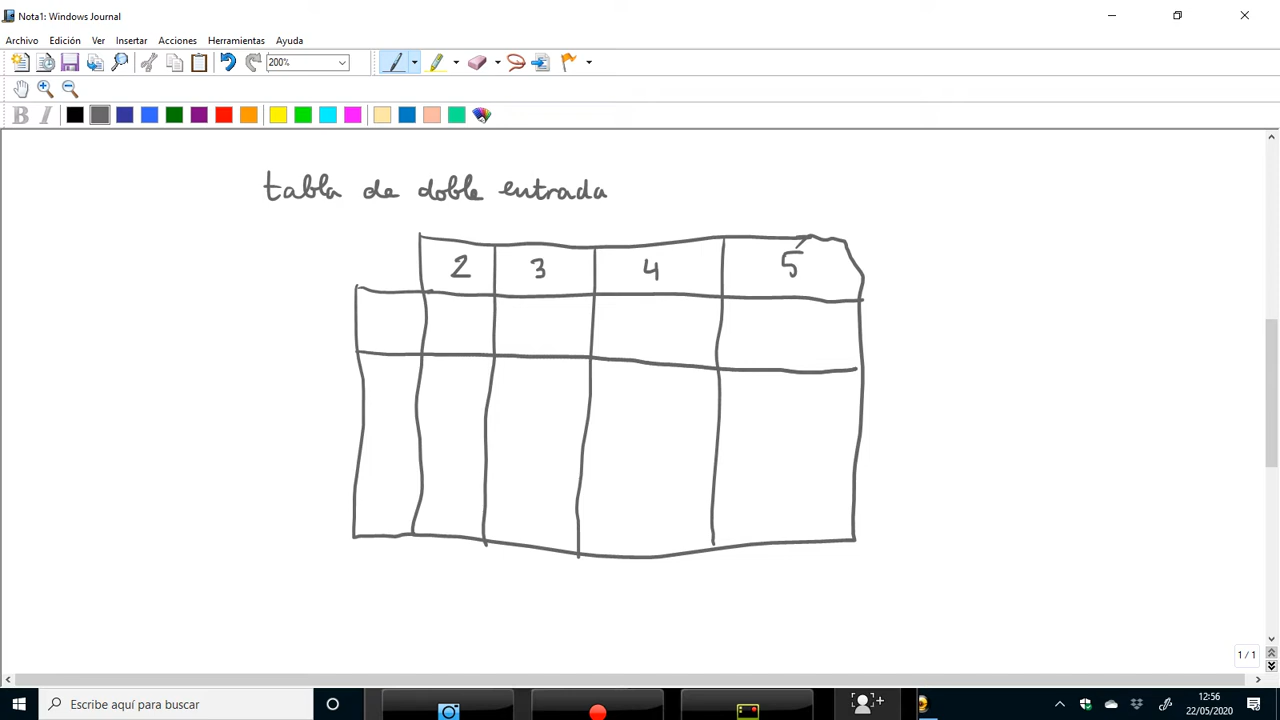 Nota1: Windows Journal
Archivo Edición Ver Insertar Acciones Herramientas Ayuda
200%
B I
tabla de doble entrada
2 3 4 5
1 / 1
Escribe aquí para buscar
12:56
22/05/2020